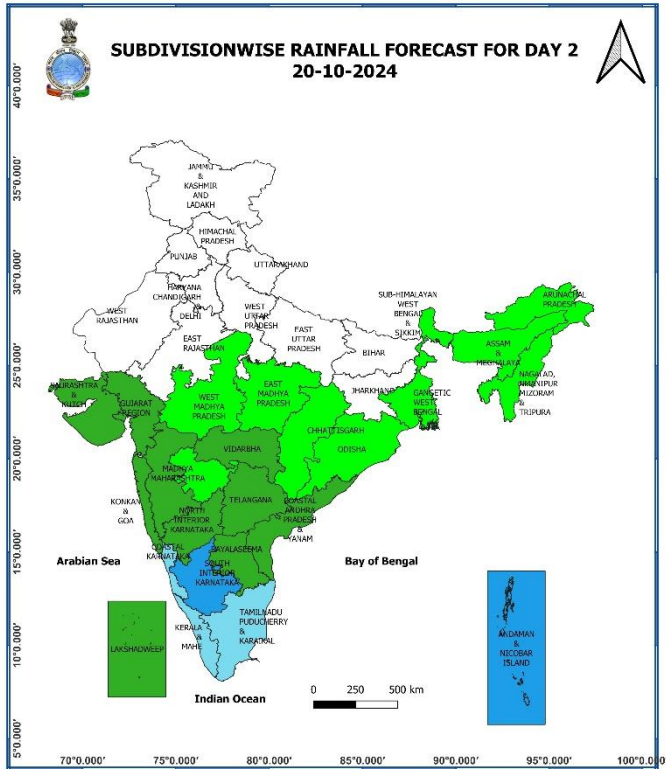 SUBDIVISIONWISE RAINFALL FORECAST FOR DAY 2
20-10-2024
40°0.000'
35°0.000'
30°0.000'
25°0.000'
20°0.000'
15°0.000'
10°0.000'
5°0.000'
JAMMU
&
KASHMIR
AND
LADAKH
HIMACHAL
PRADESH
PUNJAB
UTTARAKHAND
HARYANA
CHANDIGARH
&
DELHI
WEST
RAJASTHAN
WEST
UTTAR
PRADESH
EAST
RAJASTHAN
EAST
UTTAR
PRADESH
BIHAR
SUB-HIMALAYAN
WEST
BENGAL
&
SIKKIM
ARUNACHAL
PRADESH
ASSAM
&
MEGHALAYA
NAGALAD,
MANIPUR
MIZORAM
&
TRIPURA
SAURASHTRA
&
KUTCH
GUJARAT
REGION
WEST
MADHYA
PRADESH
EAST
MADHYA
PRADESH
JHARKHAND
GANGETIC
WEST
BENGAL
CHHATTISGARH
ODISHA
VIDARBHA
MADHYA
MAHARASHTRA
TELANGANA
KONKAN
&
GOA
NORTH
INTERIOR
KARNATAKA
COASTAL
ANDHRA
PRADESH
&
YANAM
COASTAL
KARNATAKA
RAYALASEEMA
SOUTH
INTERIOR
KARNATAKA
Arabian Sea
Bay of Bengal
LAKSHADWEEP
KERALA
&
MAHE
TAMILNADU
PUDUCHERRY
&
KARAIKAL
ANDAMAN
&
NICOBAR
ISLAND
Indian Ocean
0 250 500 km
70°0.000' 75°0.000' 80°0.000' 85°0.000' 90°0.000' 95°0.000' 100°0.000'